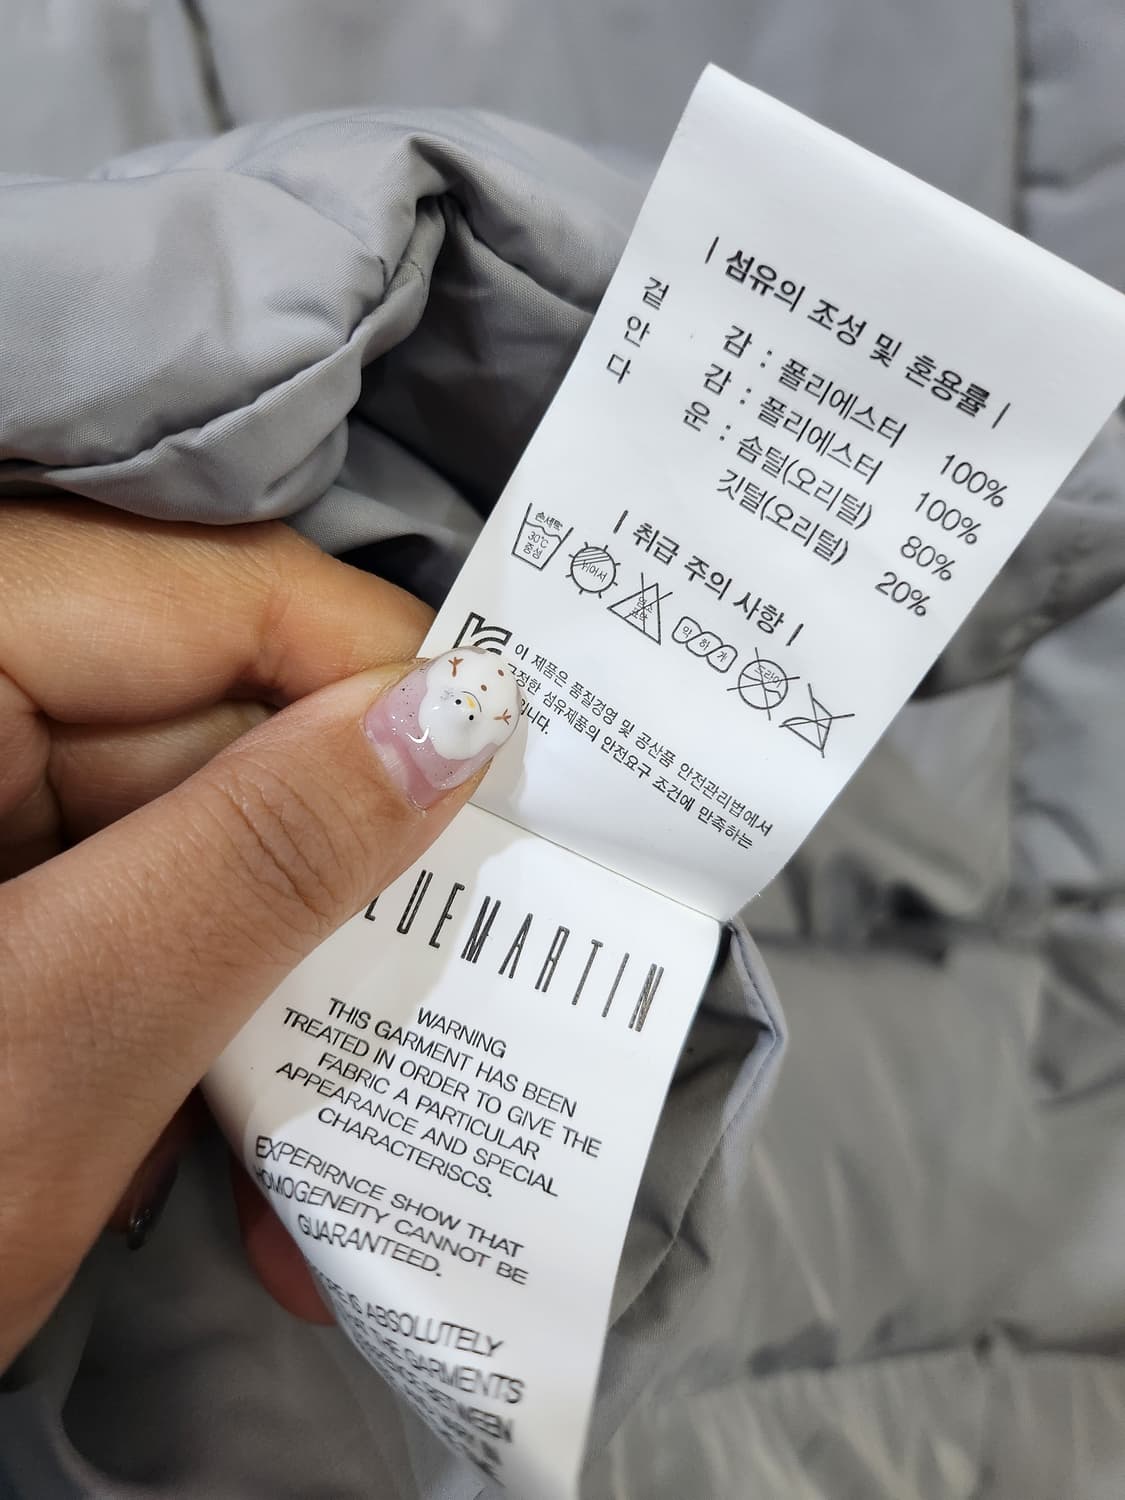 | 섬유의 조성 및 혼용률 |
겉 감 : 폴리에스터 100%
안 감 : 폴리에스터 100%
다 운 : 솜털(오리털) 80%
깃털(오리털) 20%
| 취급 주의 사항 |
손세탁 30℃ 중성
뉘어서
염소 표백
약하게
드라이
이 제품은 품질경영 및 공산품 안전관리법에서
규정한 섬유제품의 안전요구 조건에 만족하는
입니다.
LUEMARTIN
WARNING
THIS GARMENT HAS BEEN
TREATED IN ORDER TO GIVE THE
FABRIC A PARTICULAR
APPEARANCE AND SPECIAL
CHARACTERISCS.
EXPERIRNCE SHOW THAT
HOMOGENEITY CANNOT BE
GUARANTEED.
IS ABSOLUTELY
THE GARMENTS
BETWEEN